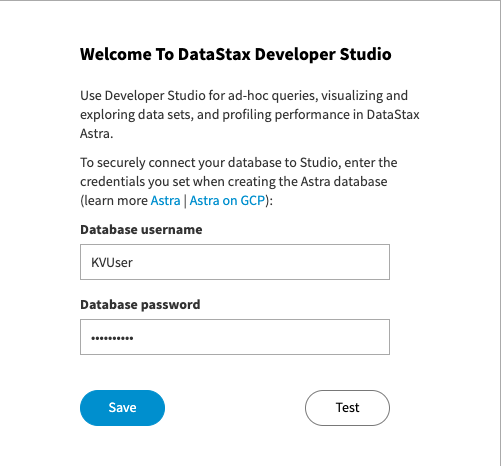 Welcome To DataStax Developer Studio
Use Developer Studio for ad-hoc queries, visualizing and
exploring data sets, and profiling performance in DataStax
Astra.
To securely connect your database to Studio, enter the
credentials you set when creating the Astra database
(learn more Astra | Astra on GCP):
Database username
KVUser
Database password
••••••••••
Save
Test